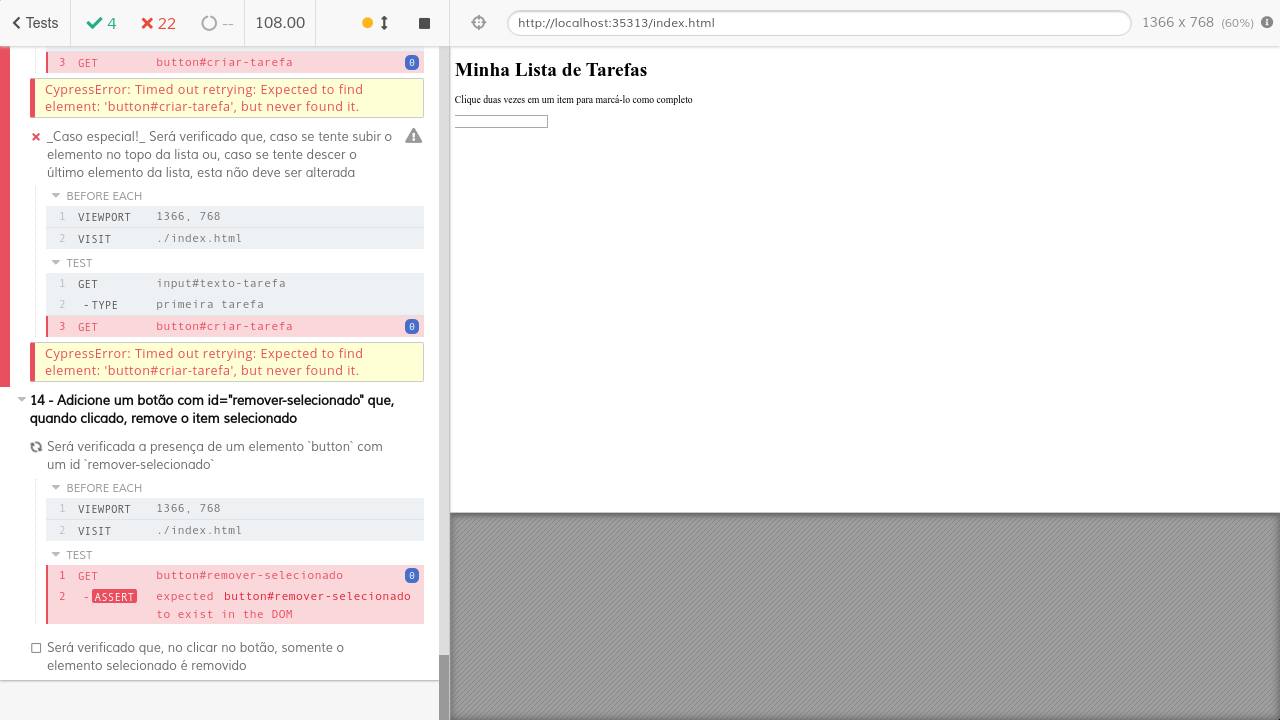 Tests 4 22 -- 108.00
http://localhost:35313/index.html 1366 x 768 (60%)
3 GET button#criar-tarefa 0
CypressError: Timed out retrying: Expected to find
element: 'button#criar-tarefa', but never found it.
_Caso especial!_ Será verificado que, caso se tente subir o
elemento no topo da lista ou, caso se tente descer o
último elemento da lista, esta não deve ser alterada
BEFORE EACH
1 VIEWPORT 1366, 768
2 VISIT ./index.html
TEST
1 GET input#texto-tarefa
2 -TYPE primeira tarefa
3 GET button#criar-tarefa 0
CypressError: Timed out retrying: Expected to find
element: 'button#criar-tarefa', but never found it.
14 - Adicione um botão com id="remover-selecionado" que,
quando clicado, remove o item selecionado
Será verificada a presença de um elemento `button` com
um id `remover-selecionado`
BEFORE EACH
1 VIEWPORT 1366, 768
2 VISIT ./index.html
TEST
1 GET button#remover-selecionado 0
2 -ASSERT expected button#remover-selecionado
to exist in the DOM
Será verificado que, no clicar no botão, somente o
elemento selecionado é removido
Minha Lista de Tarefas
Clique duas vezes em um item para marcá-lo como completo